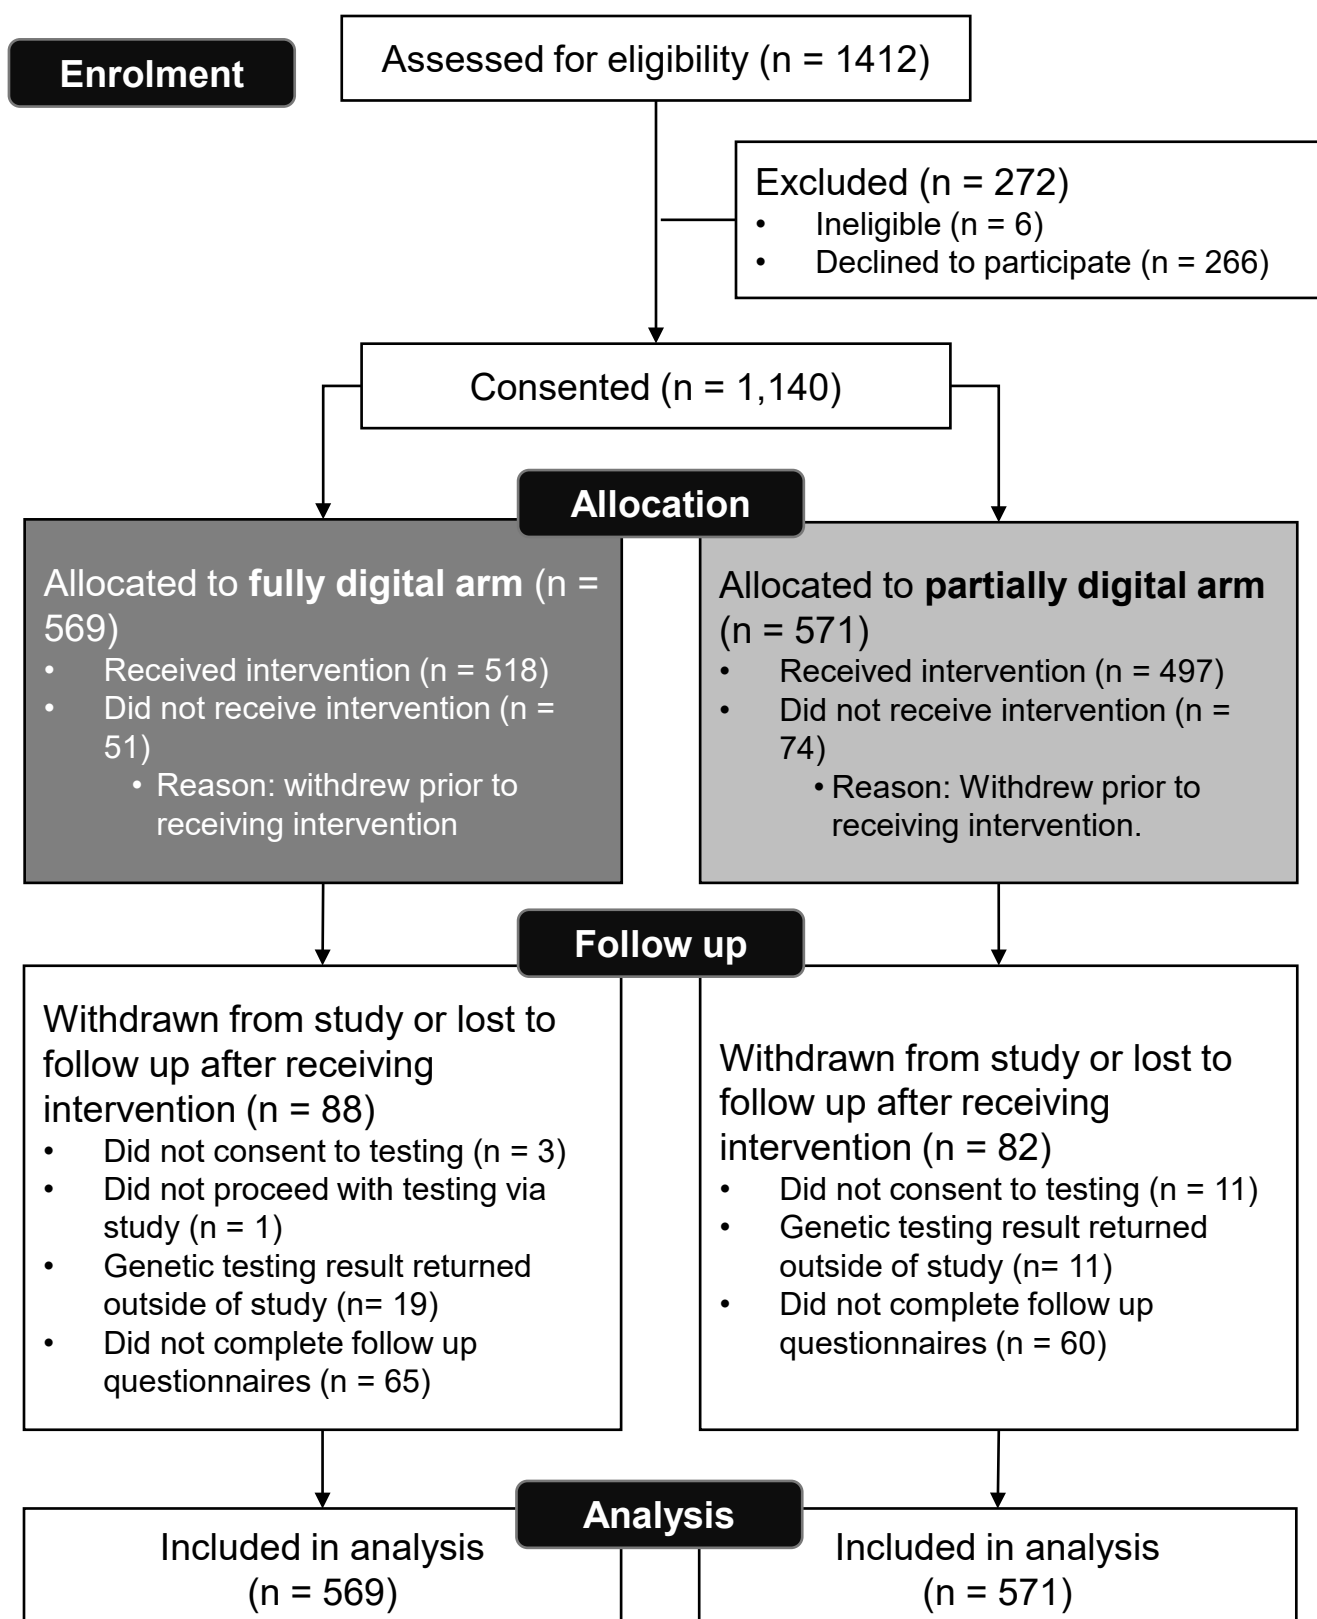 Enrolment
Assessed for eligibility (n = 1412)
Excluded (n = 272)
• Ineligible (n = 6)
• Declined to participate (n = 266)
Consented (n = 1,140)
Allocation
Allocated to fully digital arm (n =
569)
• Received intervention (n = 518)
• Did not receive intervention (n =
51)
• Reason: withdrew prior to
receiving intervention
Allocated to partially digital arm
(n = 571)
• Received intervention (n = 497)
• Did not receive intervention (n =
74)
• Reason: Withdrew prior to
receiving intervention.
Follow up
Withdrawn from study or lost to
follow up after receiving
intervention (n = 88)
• Did not consent to testing (n = 3)
• Did not proceed with testing via
study (n = 1)
• Genetic testing result returned
outside of study (n= 19)
• Did not complete follow up
questionnaires (n = 65)
Withdrawn from study or lost to
follow up after receiving
intervention (n = 82)
• Did not consent to testing (n = 11)
• Genetic testing result returned
outside of study (n= 11)
• Did not complete follow up
questionnaires (n = 60)
Analysis
Included in analysis
(n = 569)
Included in analysis
(n = 571)